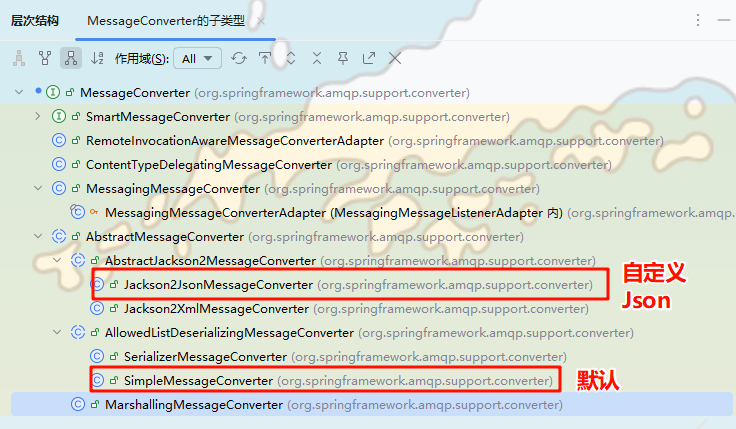 层次结构 MessageConverter的子类型
作用域(S): All
MessageConverter (org.springframework.amqp.support.converter)
SmartMessageConverter (org.springframework.amqp.support.converter)
RemoteInvocationAwareMessageConverterAdapter (org.springframework.amqp.support.converter)
ContentTypeDelegatingMessageConverter (org.springframework.amqp.support.converter)
MessagingMessageConverter (org.springframework.amqp.support.converter)
MessagingMessageConverterAdapter (MessagingMessageListenerAdapter 内) (org.springframework.amqp.
AbstractMessageConverter (org.springframework.amqp.support.converter)
AbstractJackson2MessageConverter (org.springframework.amqp.support.converter)
Jackson2JsonMessageConverter (org.springframework.amqp.support.converter)
自定义
Json
Jackson2XmlMessageConverter (org.springframework.amqp.support.converter)
AllowedListDeserializingMessageConverter (org.springframework.amqp.support.converter)
SerializerMessageConverter (org.springframework.amqp.support.converter)
SimpleMessageConverter (org.springframework.amqp.support.converter) 默认
MarshallingMessageConverter (org.springframework.amqp.support.converter)